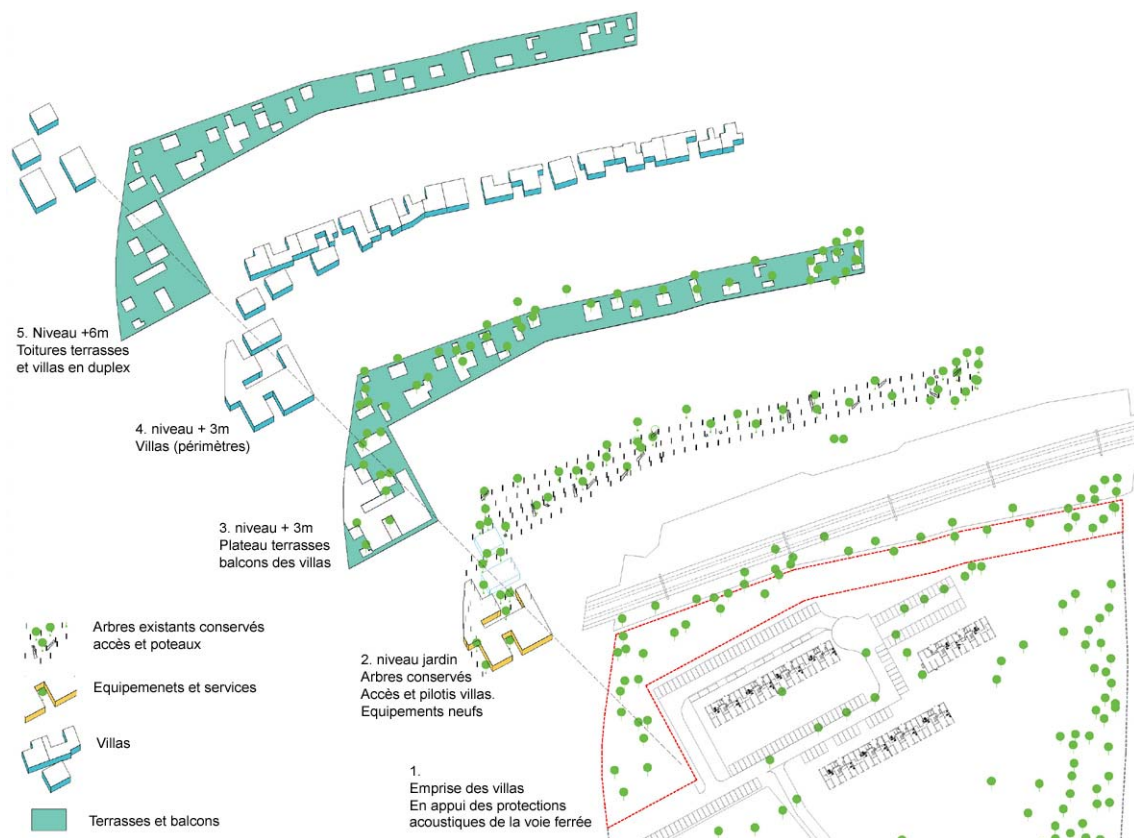 5. Niveau +6m
Toitures terrasses
et villas en duplex
4. niveau + 3m
Villas (périmètres)
3. niveau + 3m
Plateau terrasses
balcons des villas
2. niveau jardin
Arbres conservés
Accès et pilotis villas.
Equipements neufs
1.
Emprise des villas
En appui des protections
acoustiques de la voie ferrée
Arbres existants conservés
accès et poteaux
Equipemenets et services
Villas
Terrasses et balcons